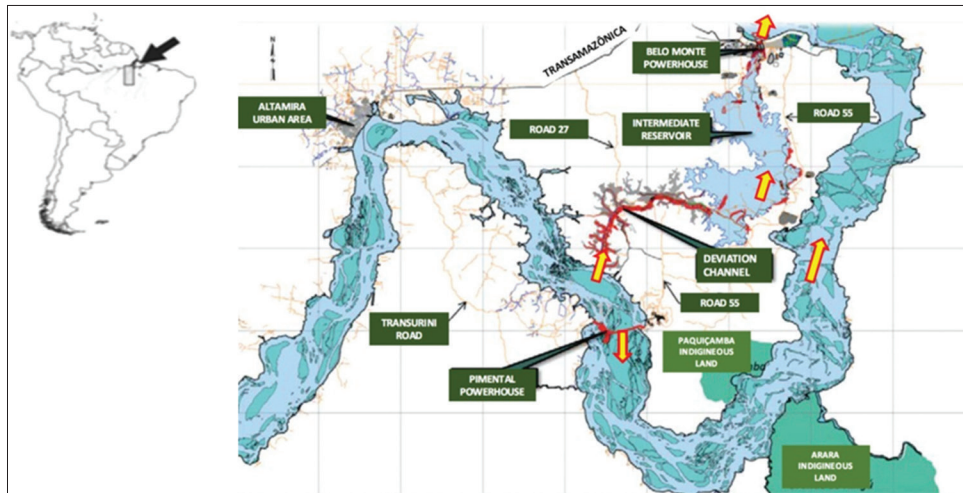 N
TRANSAMAZÔNICA
BELO MONTE
POWERHOUSE
ALTAMIRA
URBAN AREA
ROAD 27
INTERMEDIATE
RESERVOIR
ROAD 55
DEVIATION
CHANNEL
ROAD 55
TRANSURINI
ROAD
PAQUIÇAMBA
INDIGINEOUS
LAND
PIMENTAL
POWERHOUSE
ARARA
INDIGINEOUS
LAND